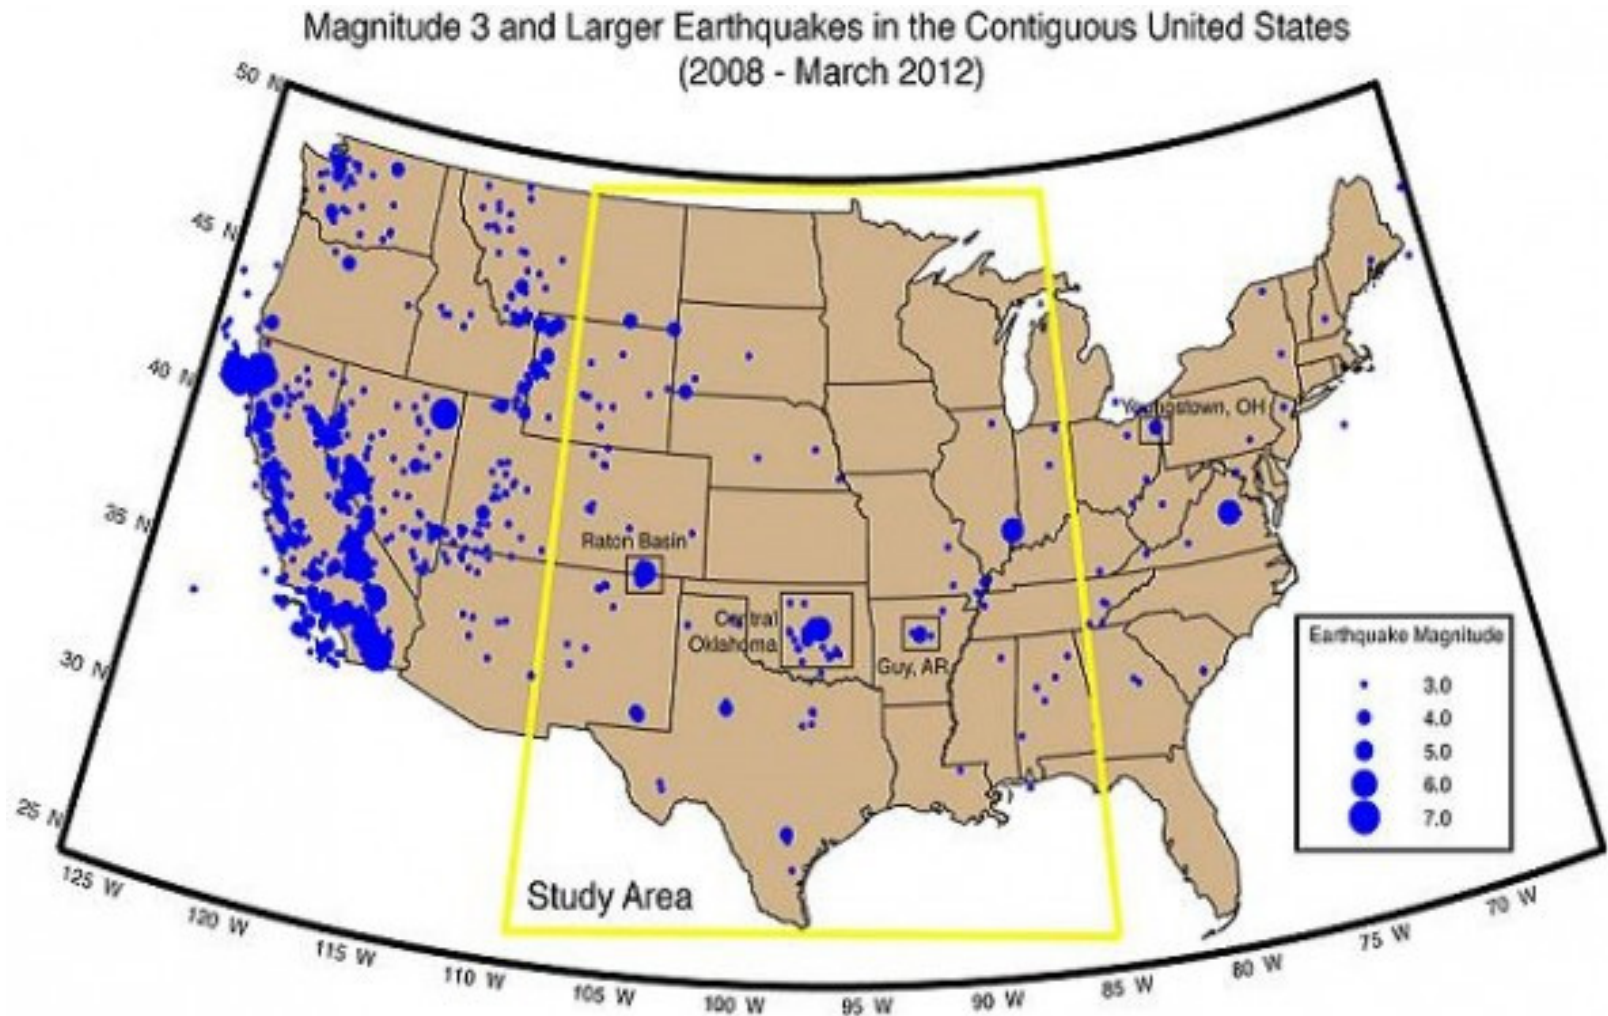 Magnitude 3 and Larger Earthquakes in the Contiguous United States
(2008 - March 2012)
50 N
45 N
40 N
35 N
30 N
25 N
125 W
120 W
115 W
110 W
105 W
100 W
95 W
90 W
85 W
80 W
75 W
70 W
Youngstown, OH
Raton Basin
Central
Oklahoma
Guy, AR
Study Area
Earthquake Magnitude
3.0
4.0
5.0
6.0
7.0